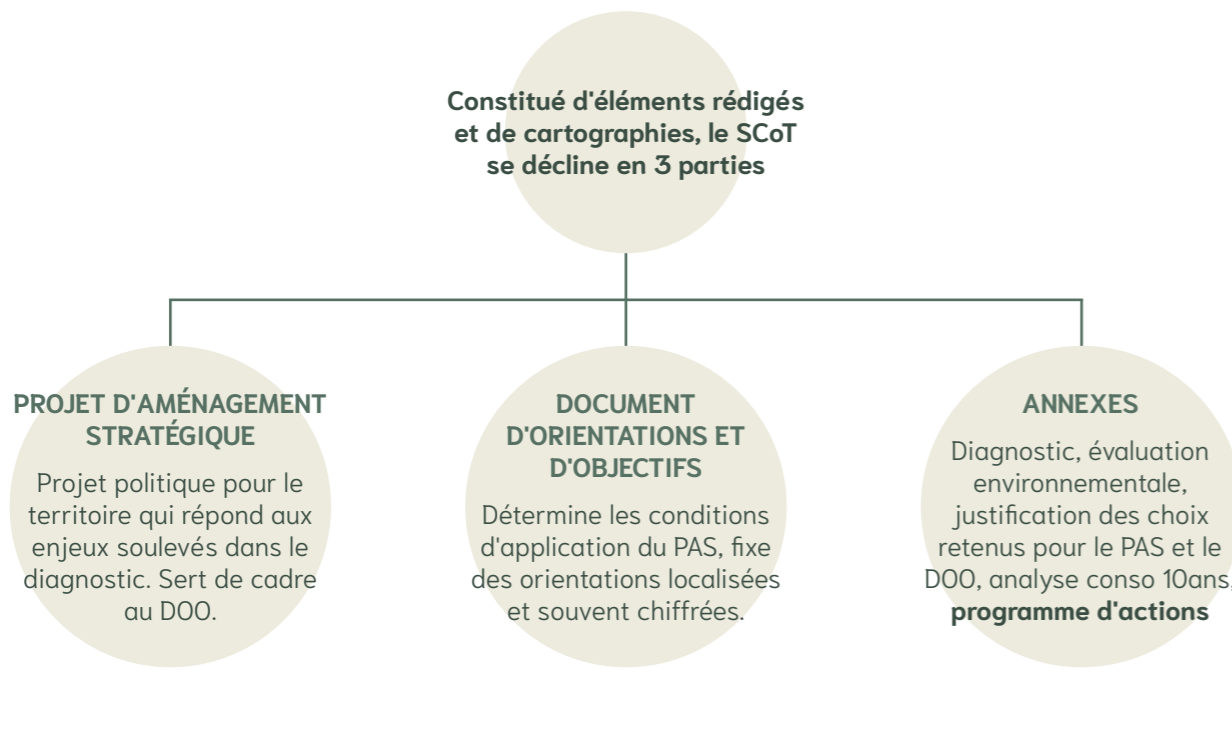 Constitué d'éléments rédigés
et de cartographies, le SCoT
se décline en 3 parties
PROJET D'AMÉNAGEMENT
STRATÉGIQUE
Projet politique pour le
territoire qui répond aux
enjeux soulevés dans le
diagnostic. Sert de cadre
au DOO.
DOCUMENT
D'ORIENTATIONS ET
D'OBJECTIFS
Détermine les conditions
d'application du PAS, fixe
des orientations localisées
et souvent chiffrées.
ANNEXES
Diagnostic, évaluation
environnementale,
justification des choix
retenus pour le PAS et le
DOO, analyse conso 10ans,
programme d'actions